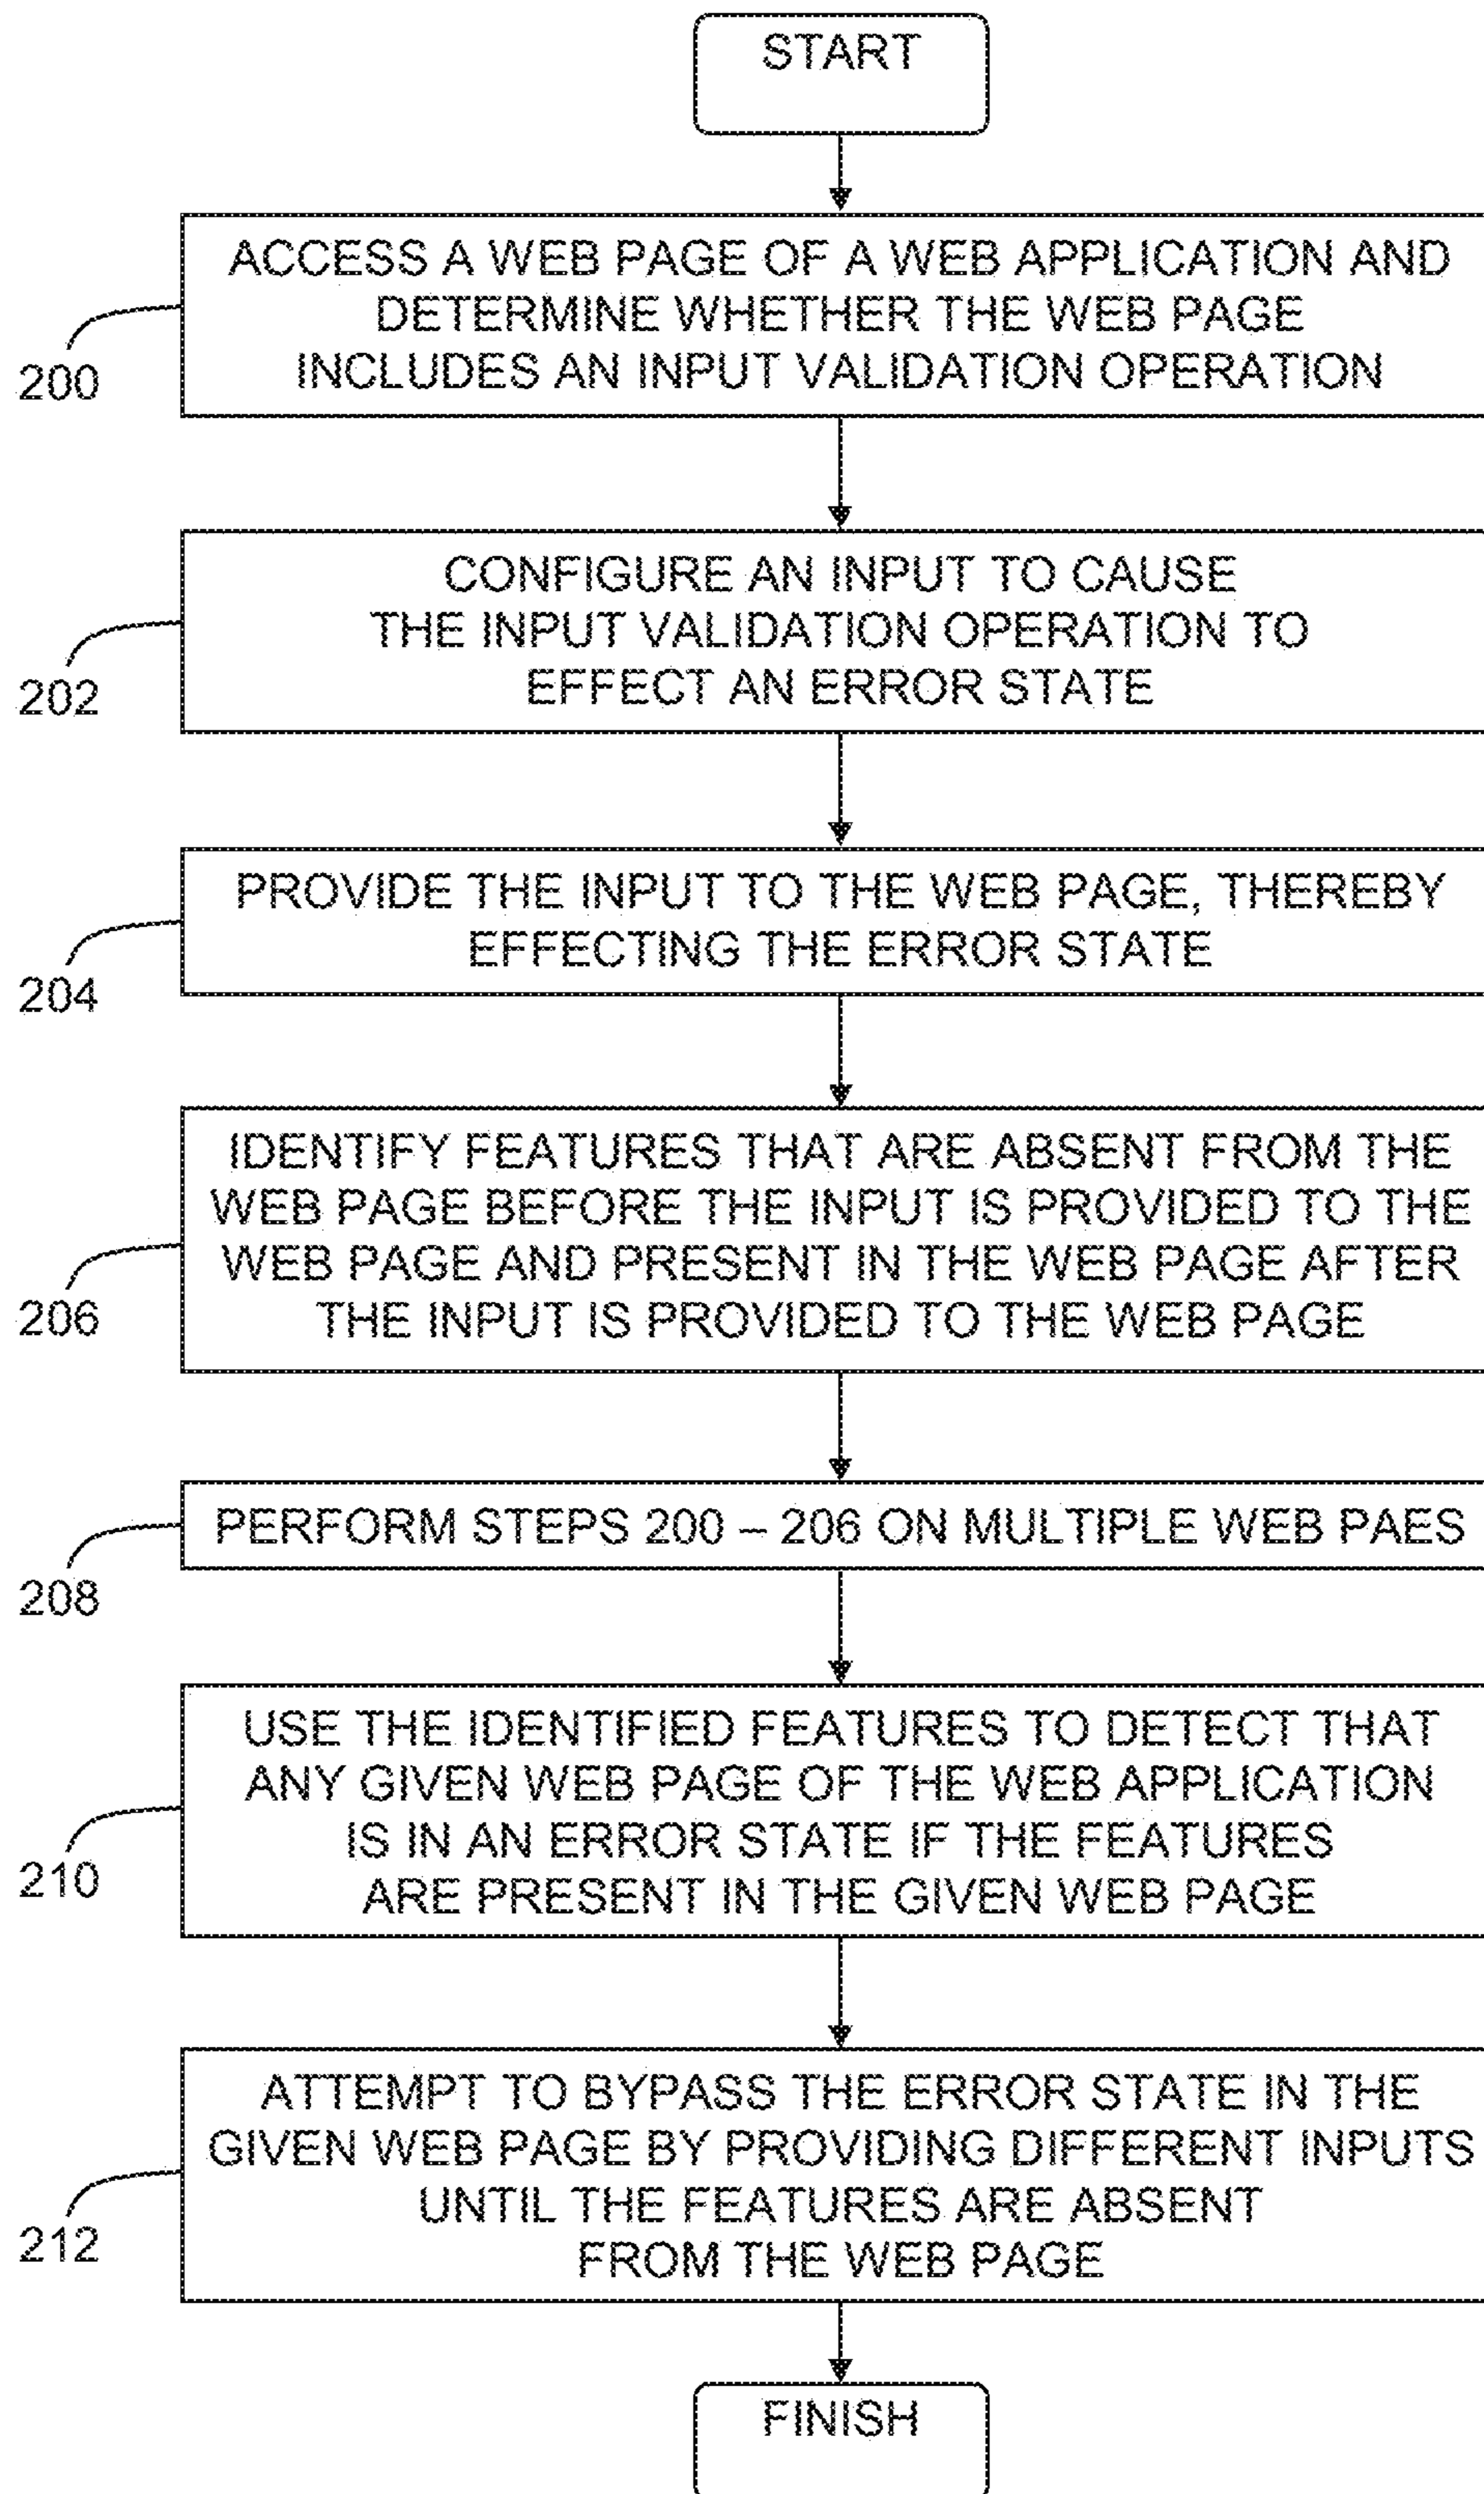 START
ACCESS A WEB PAGE OF A WEB APPLICATION AND
DETERMINE WHETHER THE WEB PAGE
INCLUDES AN INPUT VALIDATION OPERATION
200
CONFIGURE AN INPUT TO CAUSE
THE INPUT VALIDATION OPERATION TO
EFFECT AN ERROR STATE
202
PROVIDE THE INPUT TO THE WEB PAGE, THEREBY
EFFECTING THE ERROR STATE
204
IDENTIFY FEATURES THAT ARE ABSENT FROM THE
WEB PAGE BEFORE THE INPUT IS PROVIDED TO THE
WEB PAGE AND PRESENT IN THE WEB PAGE AFTER
THE INPUT IS PROVIDED TO THE WEB PAGE
206
PERFORM STEPS 200 – 206 ON MULTIPLE WEB PAES
208
USE THE IDENTIFIED FEATURES TO DETECT THAT
ANY GIVEN WEB PAGE OF THE WEB APPLICATION
IS IN AN ERROR STATE IF THE FEATURES
ARE PRESENT IN THE GIVEN WEB PAGE
210
ATTEMPT TO BYPASS THE ERROR STATE IN THE
GIVEN WEB PAGE BY PROVIDING DIFFERENT INPUTS
UNTIL THE FEATURES ARE ABSENT
FROM THE WEB PAGE
212
FINISH